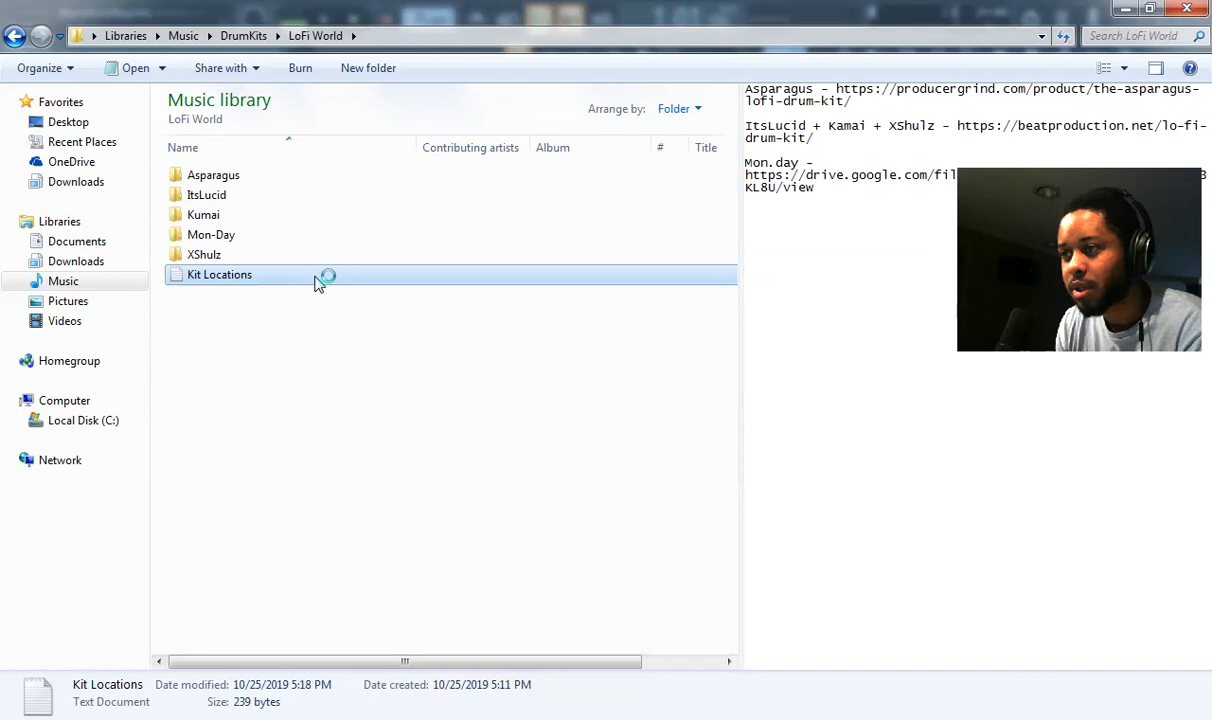 Libraries Music DrumKits LoFi World
Search LoFi World
Organize Open Share with Burn New folder
Favorites
Desktop
Recent Places
OneDrive
Downloads
Libraries
Documents
Downloads
Music
Pictures
Videos
Homegroup
Computer
Local Disk (C:)
Network
Music library
LoFi World
Arrange by: Folder
Name Contributing artists Album # Title
Asparagus
ItsLucid
Kumai
Mon-Day
XShulz
Kit Locations
Asparagus - https://producergrind.com/product/the-asparagus-
lofi-drum-kit/
ItsLucid + Kamai + XShulz - https://beatproduction.net/lo-fi-
drum-kit/
Mon.day -
https://drive.google.com/fil
KL8U/view
Kit Locations Date modified: 10/25/2019 5:18 PM Date created: 10/25/2019 5:11 PM
Text Document Size: 239 bytes